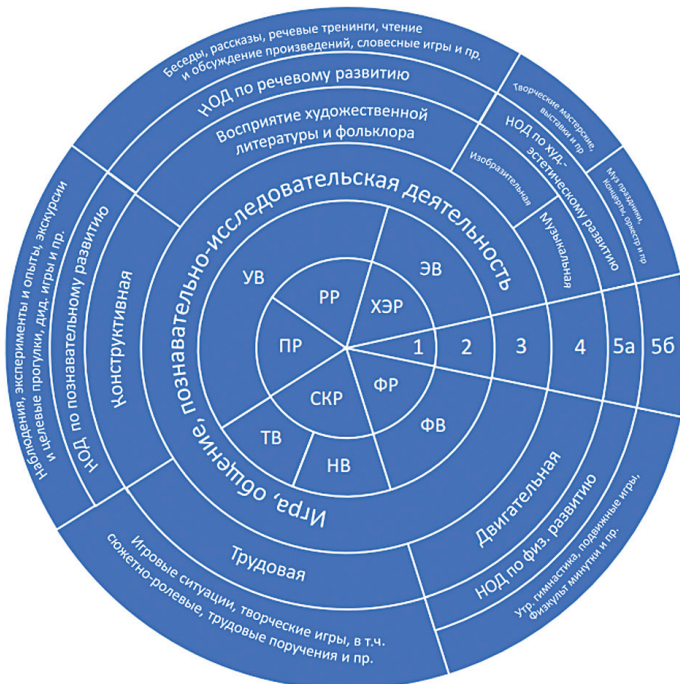 Беседы, рассказы, речевые тренинги, чтение
и обсуждение произведений, словесные игры и пр.
НОД по речевому развитию
Восприятие художественной
литературы и фольклора
Творческие мастерские,
выставки и пр
НОД по худ.-
эстетическому развитию
Муз праздники,
Концерты, оркестр и пр
Изобразительная
Музыкальная
Наблюдения, эксперименты и опыты, экскурсии
и целевые прогулки, дид. игры и пр.
НОД по познавательному развитию
Конструктивная
Игра, общение, познавательно-исследовательская деятельность
УВ
ЭВ
РР
ХЭР
ПР
1
2
3
4
5а
5б
СКР
ФР
ТВ
НВ
ФВ
Двигательная
НОД по физ. развитию
Утр. гимнастика, подвижные игры,
физкульт минутки и пр.
Трудовая
Игровые ситуации, творческие игры, в т.ч.
сюжетно-ролевые, трудовые поручения и пр.